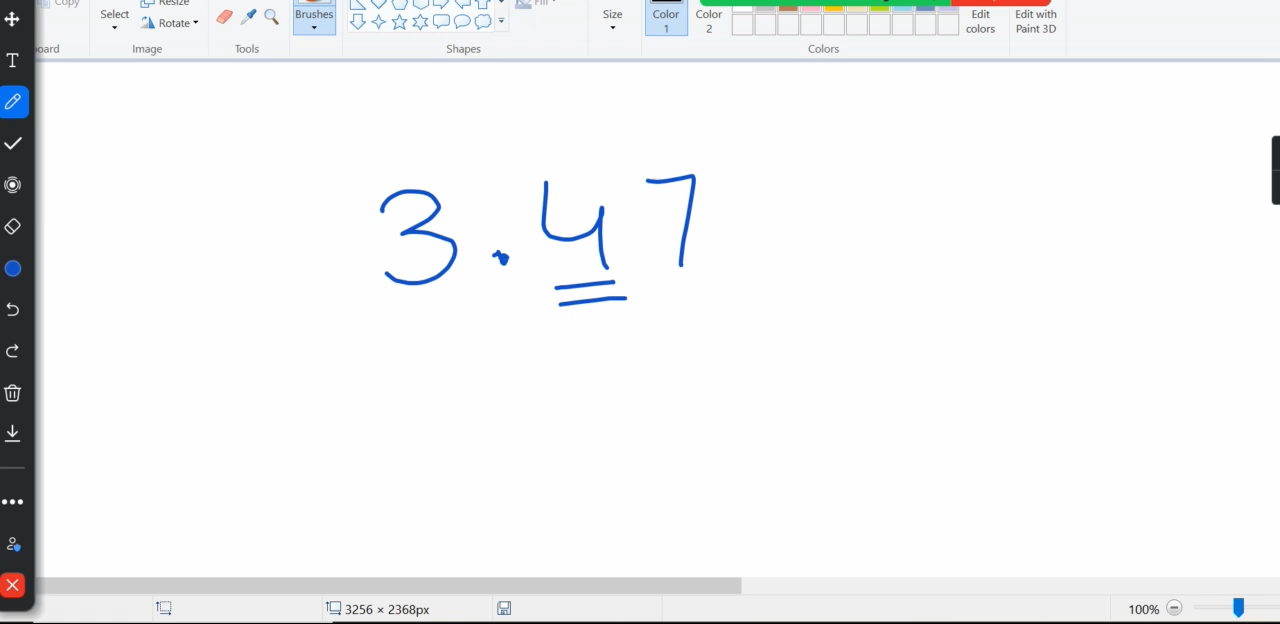 Copy
Select
Resize
Rotate
Brushes
Size
Color 1
Color 2
Edit colors
Edit with Paint 3D
Image
Tools
Shapes
Colors
3.47
3256 × 2368px
100%